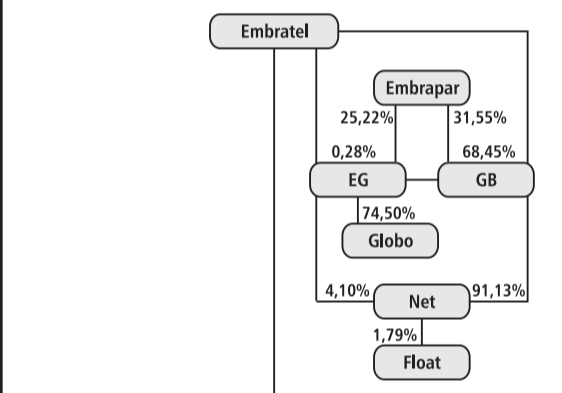 Embratel
Embrapar
25,22% 31,55%
0,28% 68,45%
EG GB
74,50%
Globo
4,10% Net 91,13%
1,79%
Float